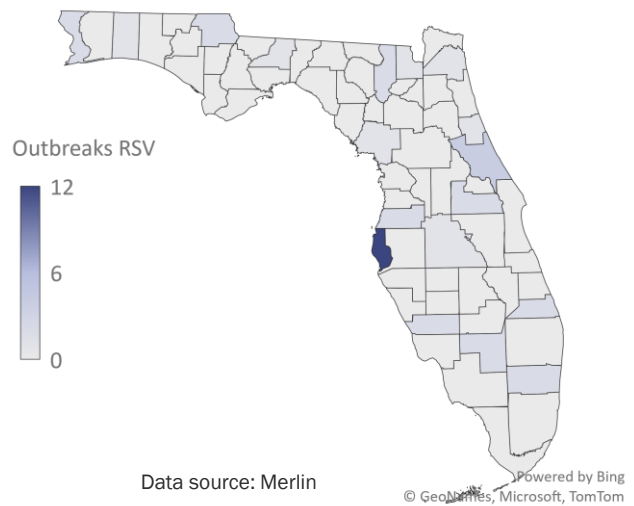 Outbreaks RSV
12
6
0
Data source: Merlin
Powered by Bing
© GeoNames, Microsoft, TomTom